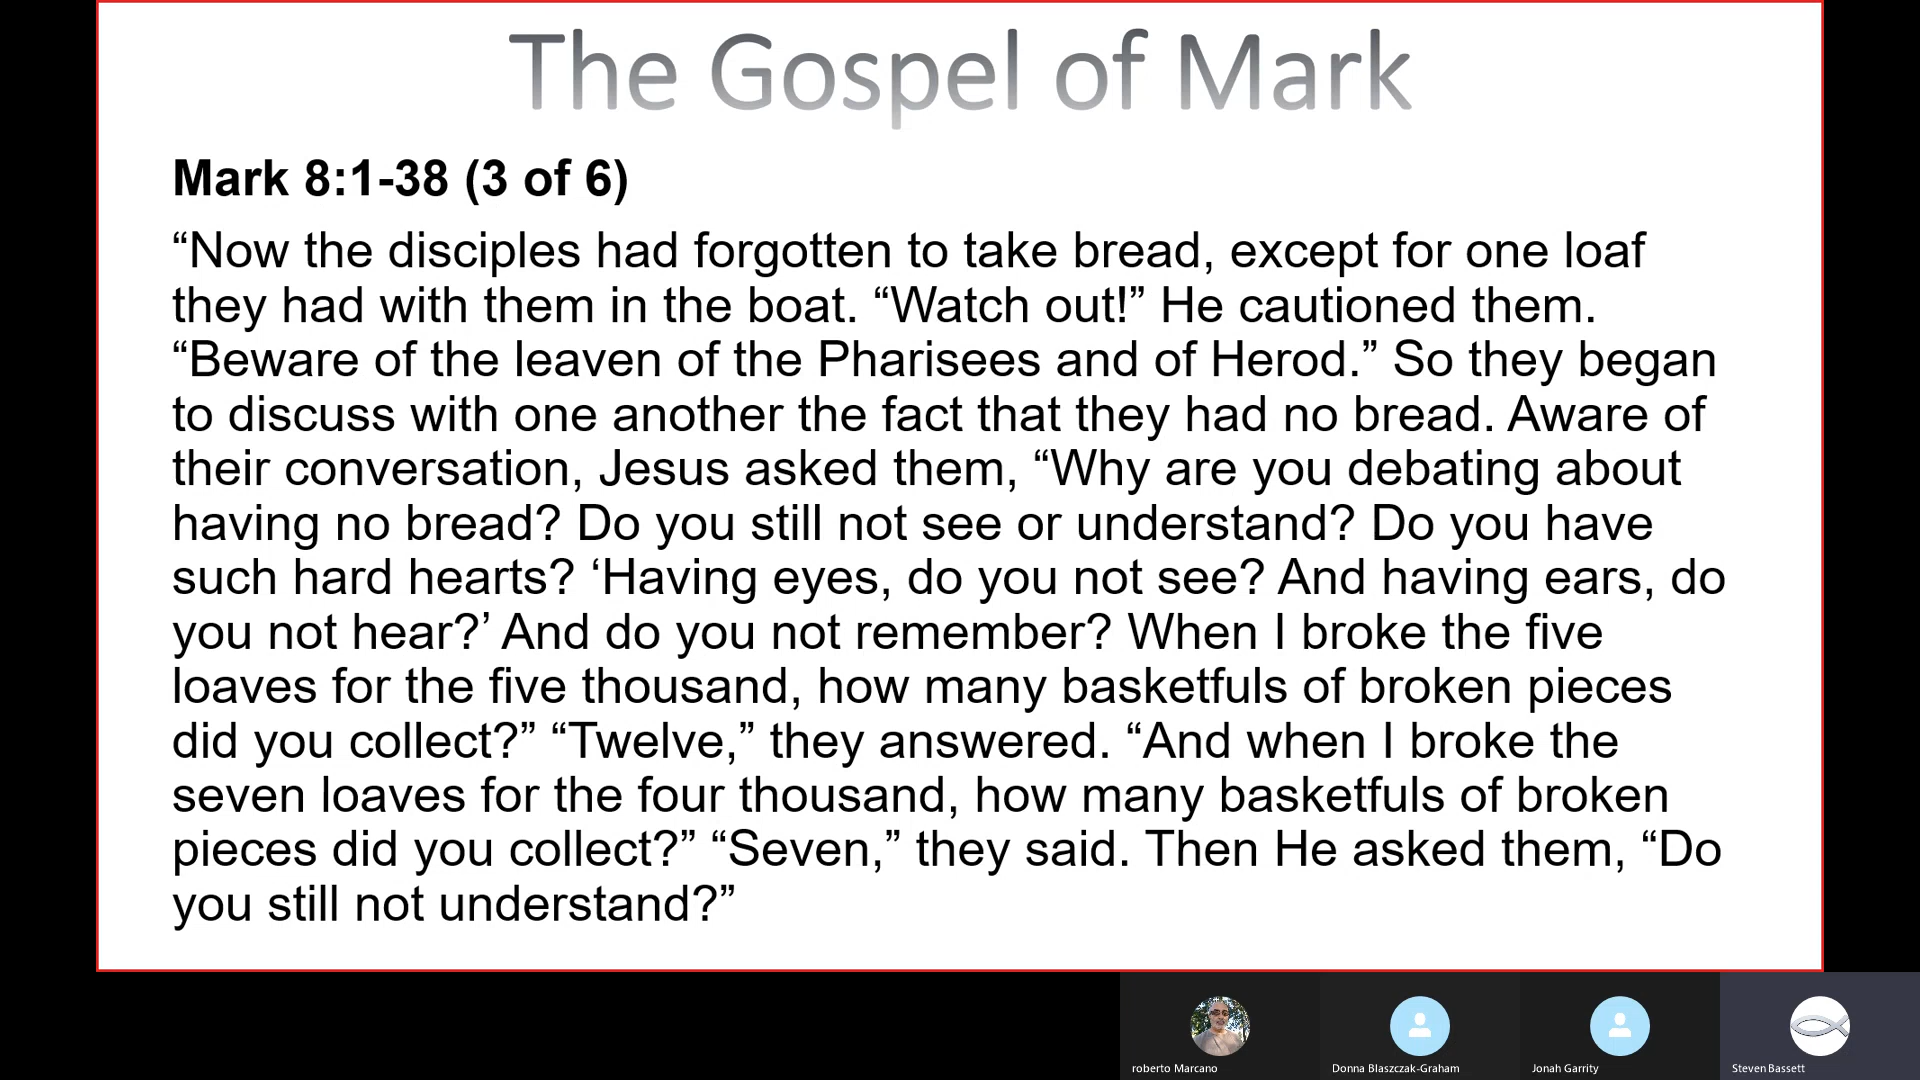 The Gospel of Mark
Mark 8:1-38 (3 of 6)
“Now the disciples had forgotten to take bread, except for one loaf
they had with them in the boat. “Watch out!” He cautioned them.
“Beware of the leaven of the Pharisees and of Herod.” So they began
to discuss with one another the fact that they had no bread. Aware of
their conversation, Jesus asked them, “Why are you debating about
having no bread? Do you still not see or understand? Do you have
such hard hearts? ‘Having eyes, do you not see? And having ears, do
you not hear?’ And do you not remember? When I broke the five
loaves for the five thousand, how many basketfuls of broken pieces
did you collect?” “Twelve,” they answered. “And when I broke the
seven loaves for the four thousand, how many basketfuls of broken
pieces did you collect?” “Seven,” they said. Then He asked them, “Do
you still not understand?”
roberto Marcano
Donna Blaszczak-Graham
Jonah Garrity
Steven Bassett